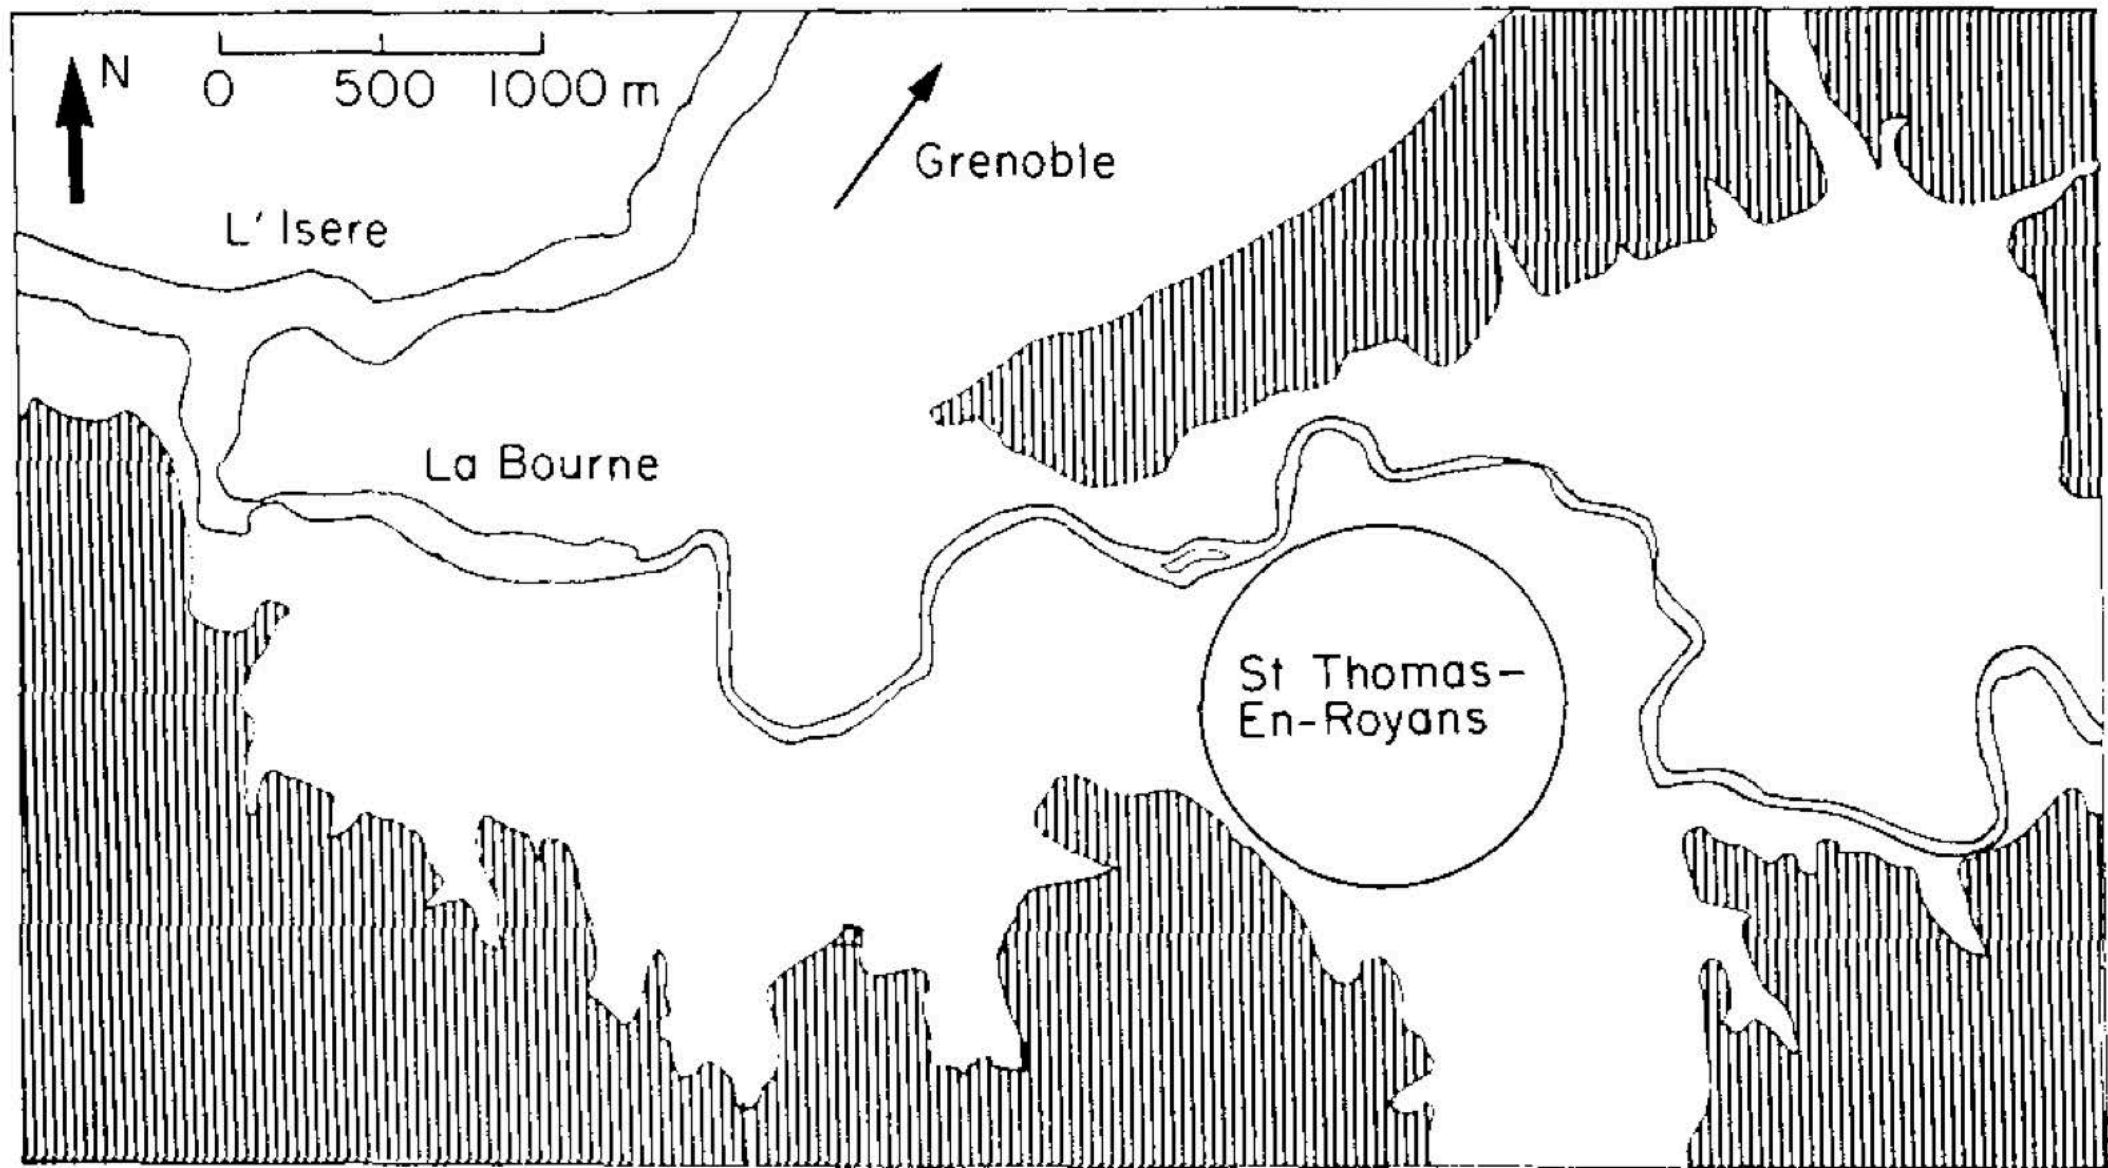 N
0 500 1000 m
Grenoble
L' Isere
La Bourne
St Thomas-
En-Royans